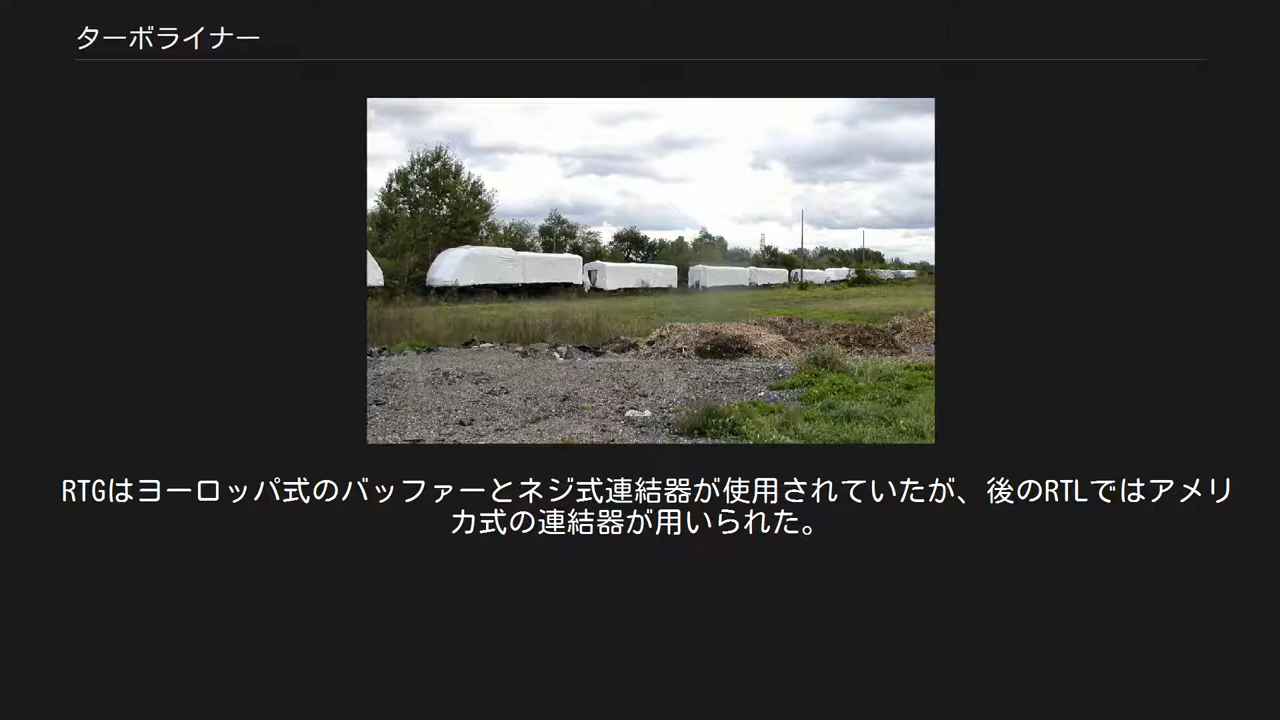 ターボライナー
RTGはヨーロッパ式のバッファーとネジ式連結器が使用されていたが、後のRTLではアメリ
カ式の連結器が用いられた。